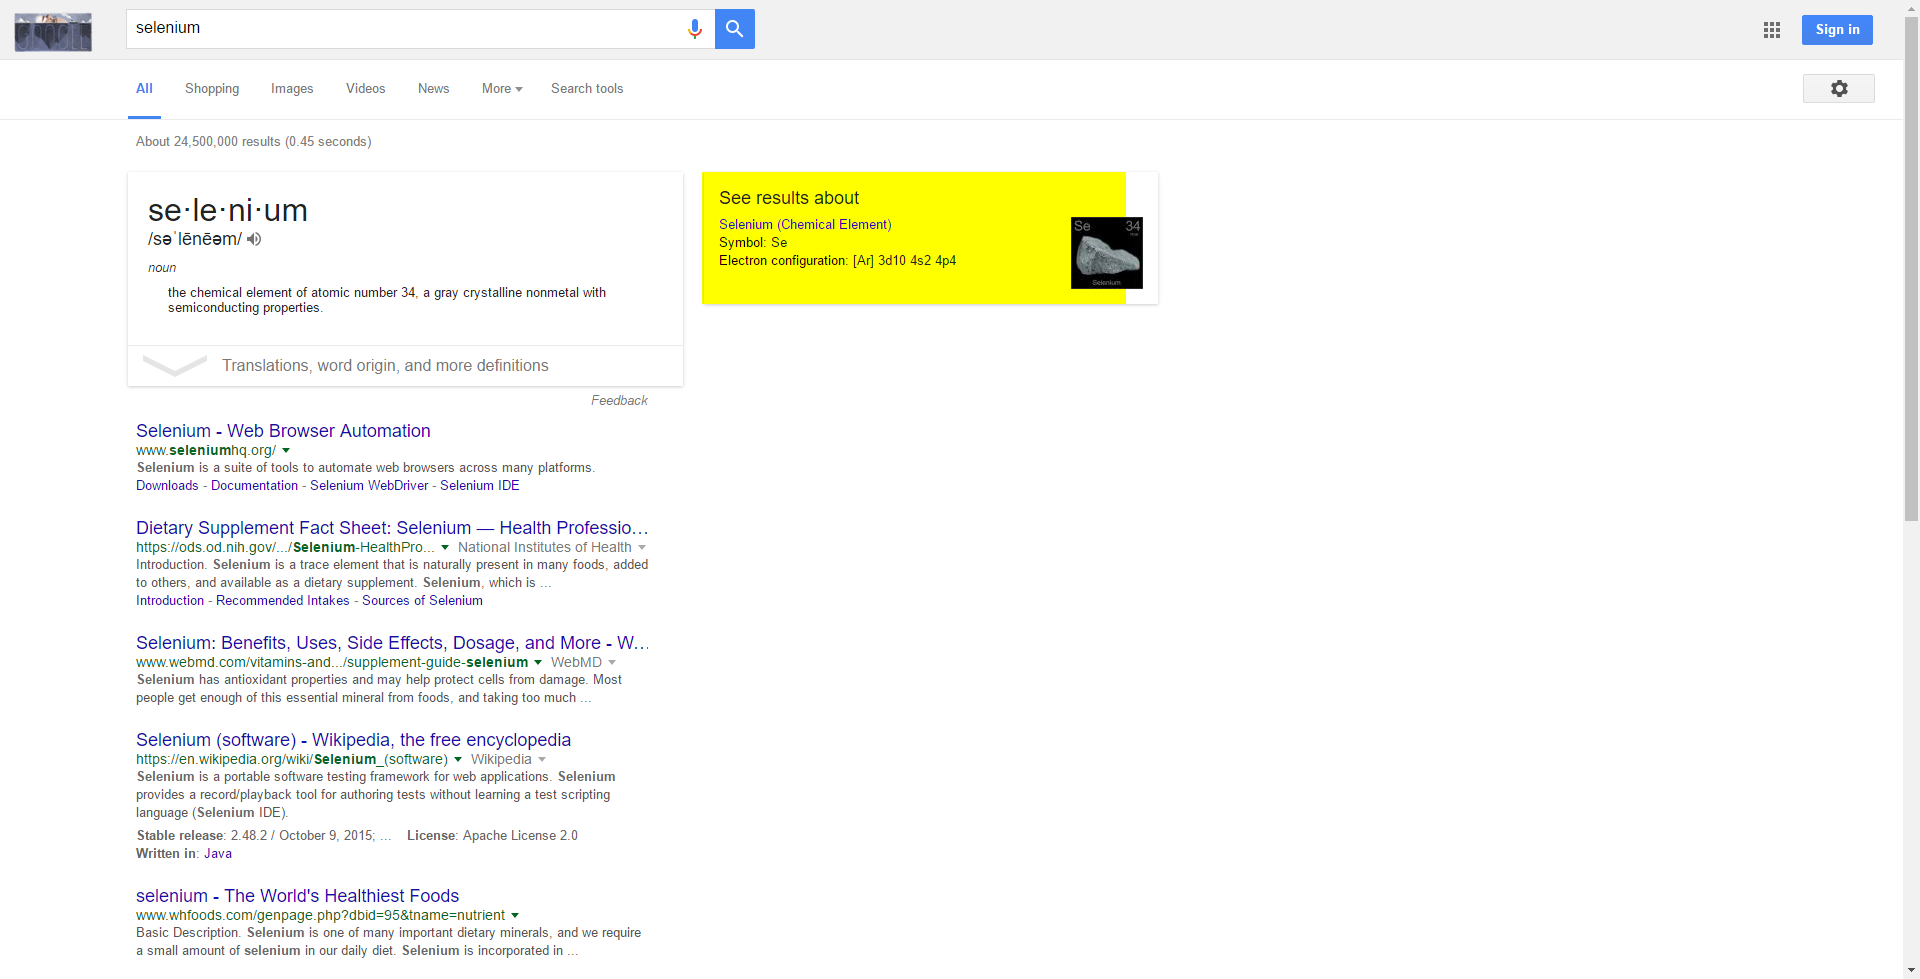 selenium
Sign in
All Shopping Images Videos News More Search tools
About 24,500,000 results (0.45 seconds)
se·le·ni·um
/səˈlēnēəm/
noun
the chemical element of atomic number 34, a gray crystalline nonmetal with
semiconducting properties.
Translations, word origin, and more definitions
Feedback
See results about
Selenium (Chemical Element)
Symbol: Se
Electron configuration: [Ar] 3d10 4s2 4p4
Se 34
Selenium
Selenium - Web Browser Automation
www.seleniumhq.org/
Selenium is a suite of tools to automate web browsers across many platforms.
Downloads - Documentation - Selenium WebDriver - Selenium IDE
Dietary Supplement Fact Sheet: Selenium — Health Professio...
https://ods.od.nih.gov/.../Selenium-HealthPro... National Institutes of Health
Introduction. Selenium is a trace element that is naturally present in many foods, added
to others, and available as a dietary supplement. Selenium, which is ...
Introduction - Recommended Intakes - Sources of Selenium
Selenium: Benefits, Uses, Side Effects, Dosage, and More - W...
www.webmd.com/vitamins-and.../supplement-guide-selenium WebMD
Selenium has antioxidant properties and may help protect cells from damage. Most
people get enough of this essential mineral from foods, and taking too much ...
Selenium (software) - Wikipedia, the free encyclopedia
https://en.wikipedia.org/wiki/Selenium_(software) Wikipedia
Selenium is a portable software testing framework for web applications. Selenium
provides a record/playback tool for authoring tests without learning a test scripting
language (Selenium IDE).
Stable release: 2.48.2 / October 9, 2015; ... License: Apache License 2.0
Written in: Java
selenium - The World's Healthiest Foods
www.whfoods.com/genpage.php?dbid=95&tname=nutrient
Basic Description. Selenium is one of many important dietary minerals, and we require
a small amount of selenium in our daily diet. Selenium is incorporated in ...